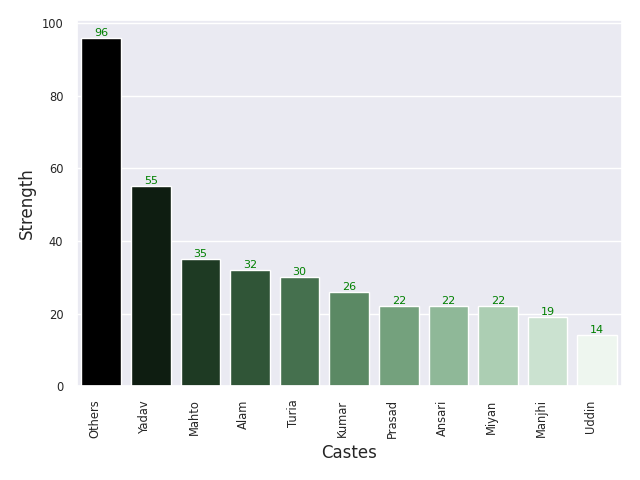 100
80
60
40
20
0
Strength
96
55
35
32
30
26
22
22
22
19
14
Others
Yadav
Mahto
Alam
Turia
Kumar
Prasad
Ansari
Miyan
Manjhi
Uddin
Castes